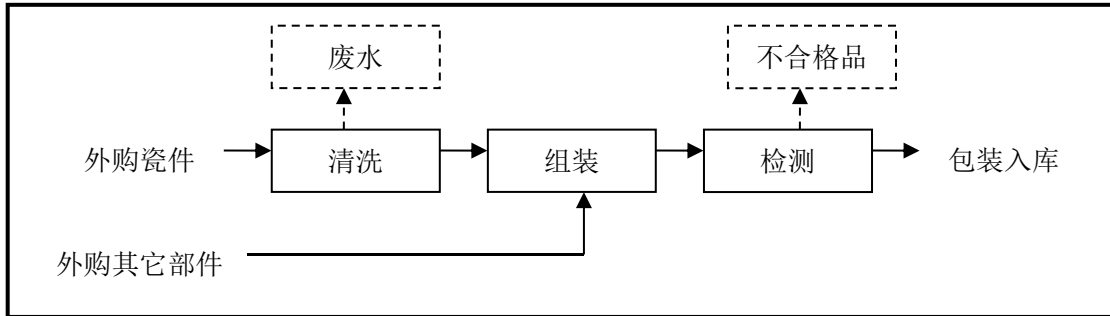 废水
不合格品
外购瓷件
清洗
组装
检测
包装入库
外购其它部件